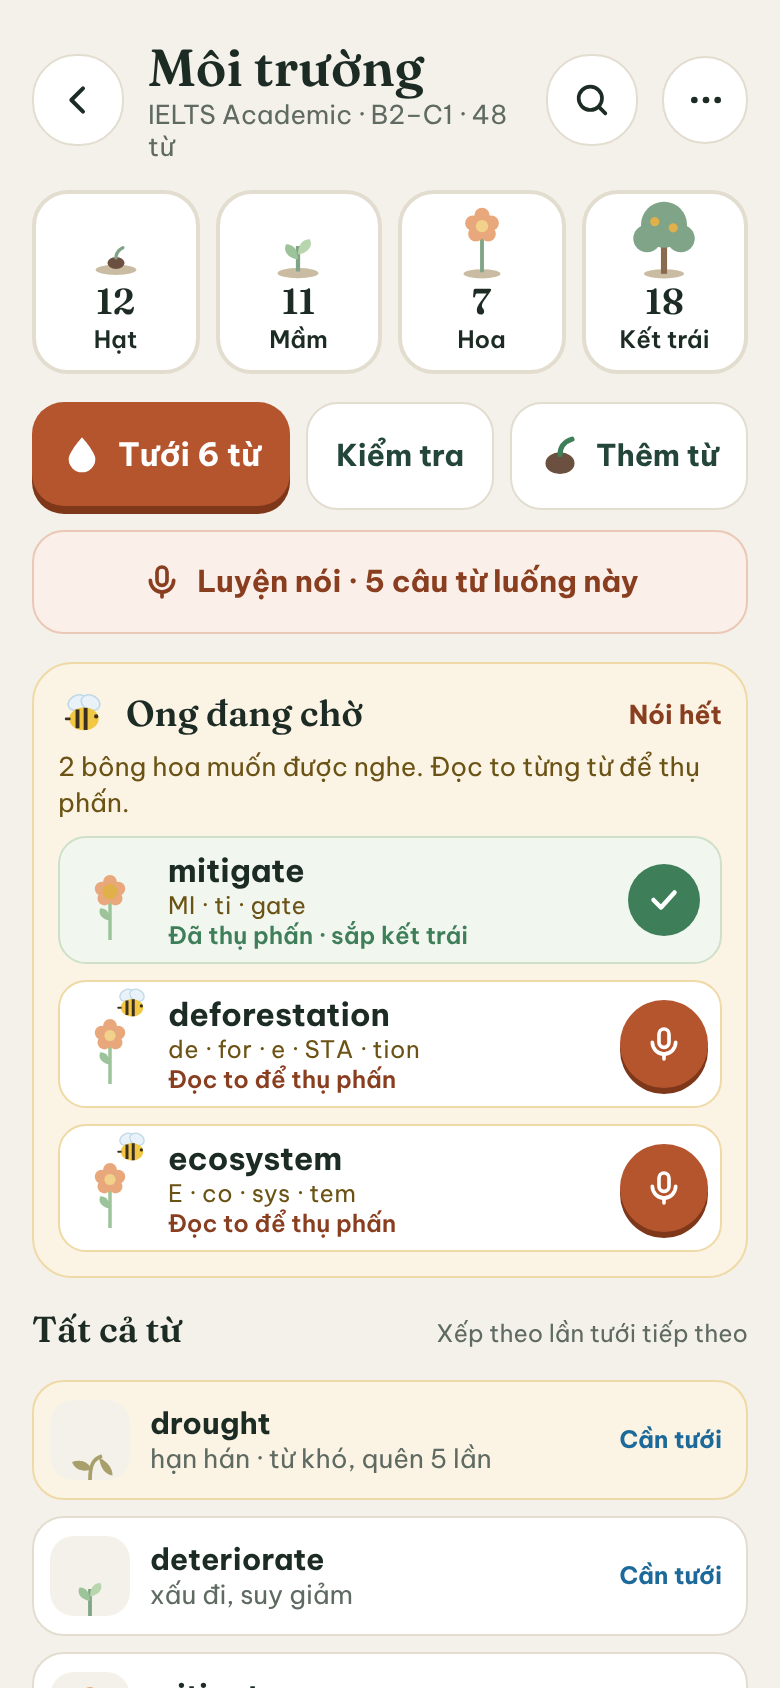 Môi trường
IELTS Academic · B2–C1 · 48
từ
12
Hạt
11
Mầm
7
Hoa
18
Kết trái
Tưới 6 từ
Kiểm tra
Thêm từ
Luyện nói · 5 câu từ luống này
Ong đang chờ
Nói hết
2 bông hoa muốn được nghe. Đọc to từng từ để thụ
phấn.
mitigate
MI · ti · gate
Đã thụ phấn · sắp kết trái
deforestation
de · for · e · STA · tion
Đọc to để thụ phấn
ecosystem
E · co · sys · tem
Đọc to để thụ phấn
Tất cả từ
Xếp theo lần tưới tiếp theo
drought
hạn hán · từ khó, quên 5 lần
Cần tưới
deteriorate
xấu đi, suy giảm
Cần tưới